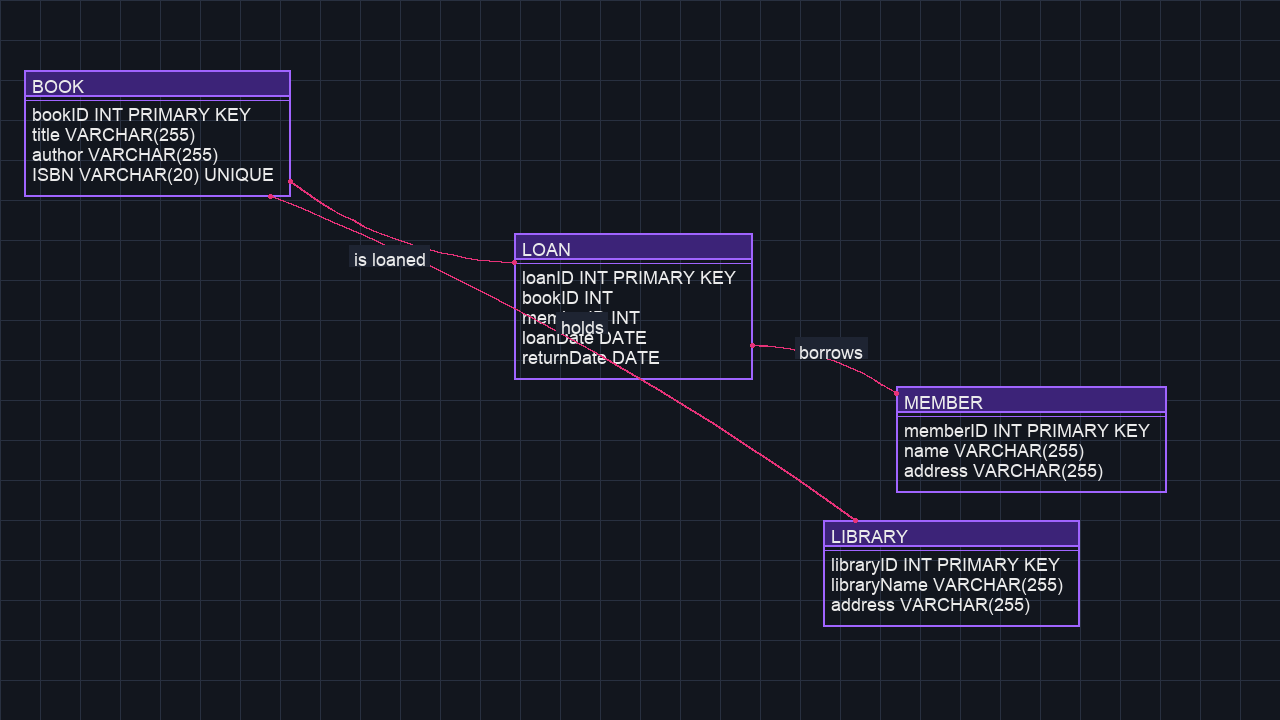 BOOK
bookID INT PRIMARY KEY
title VARCHAR(255)
author VARCHAR(255)
ISBN VARCHAR(20) UNIQUE
is loaned
LOAN
loanID INT PRIMARY KEY
bookID INT
INT
holds
loanDate DATE
returnDate DATE
borrows
MEMBER
memberID INT PRIMARY KEY
name VARCHAR(255)
address VARCHAR(255)
LIBRARY
libraryID INT PRIMARY KEY
libraryName VARCHAR(255)
address VARCHAR(255)